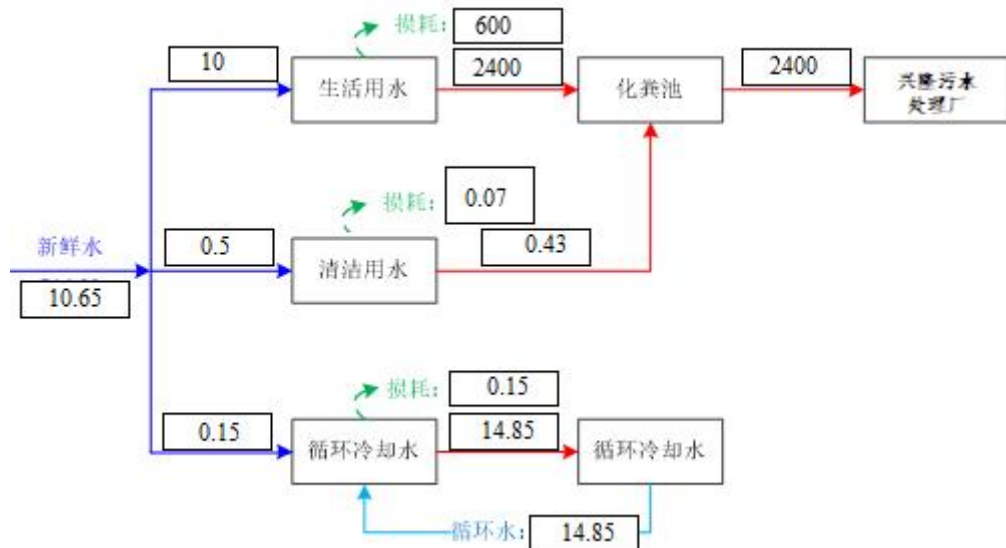 损耗:
600
10
2400
2400
生活用水
化粪池
兴隆污水
处理厂
损耗:
0.07
新鲜水
0.5
0.43
清洁用水
10.65
损耗:
0.15
0.15
14.85
循环冷却水
循环冷却水
循环水:
14.85